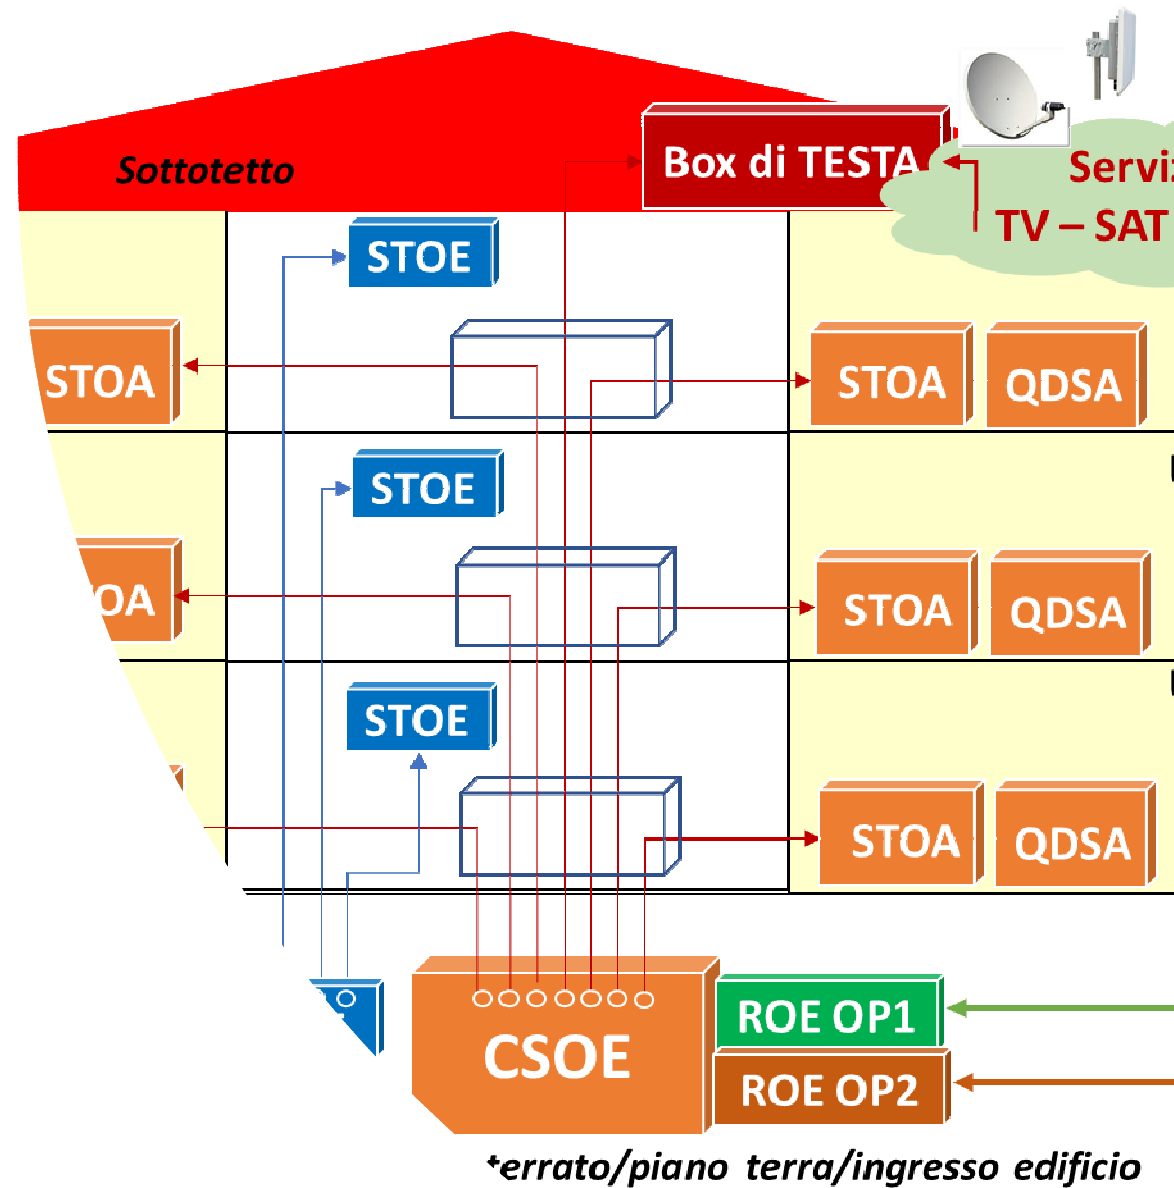 Box di TESTA
Sottotetto
TV – SAT
STOE
STOA
STOA
QDSA
STOE
STOA
QDSA
STOE
STOA
QDSA
CSOE
ROE OP1
ROE OP2
errato/piano terra/ingresso edificio